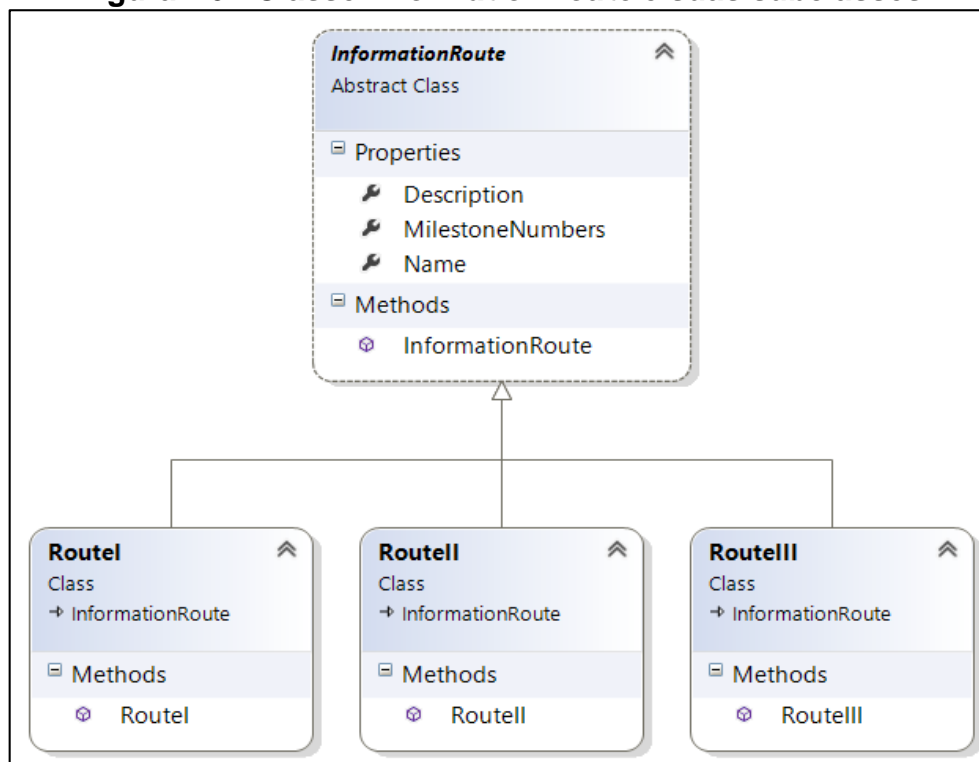 InformationRoute
Abstract Class
Properties
Description
MilestoneNumbers
Name
Methods
InformationRoute
RouteI
Class
InformationRoute
Methods
RouteI
RouteII
Class
InformationRoute
Methods
RouteII
RouteIII
Class
InformationRoute
Methods
RouteIII